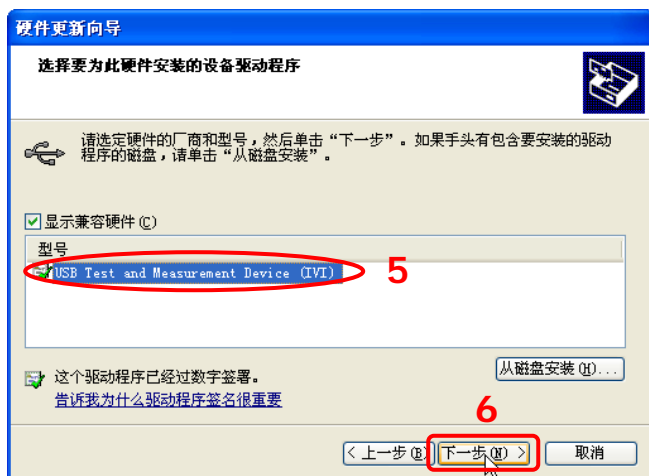 硬件更新向导
选择要为此硬件安装的设备驱动程序
请选定硬件的厂商和型号，然后单击“下一步”。如果手头有包含要安装的驱动
程序的磁盘，请单击“从磁盘安装”。
显示兼容硬件(C)
型号
USB Test and Measurement Device (IVI)
5
这个驱动程序已经过数字签署。
从磁盘安装(H)...
告诉我为什么驱动程序签名很重要
6
<上一步(B)
下一步(N) >
取消